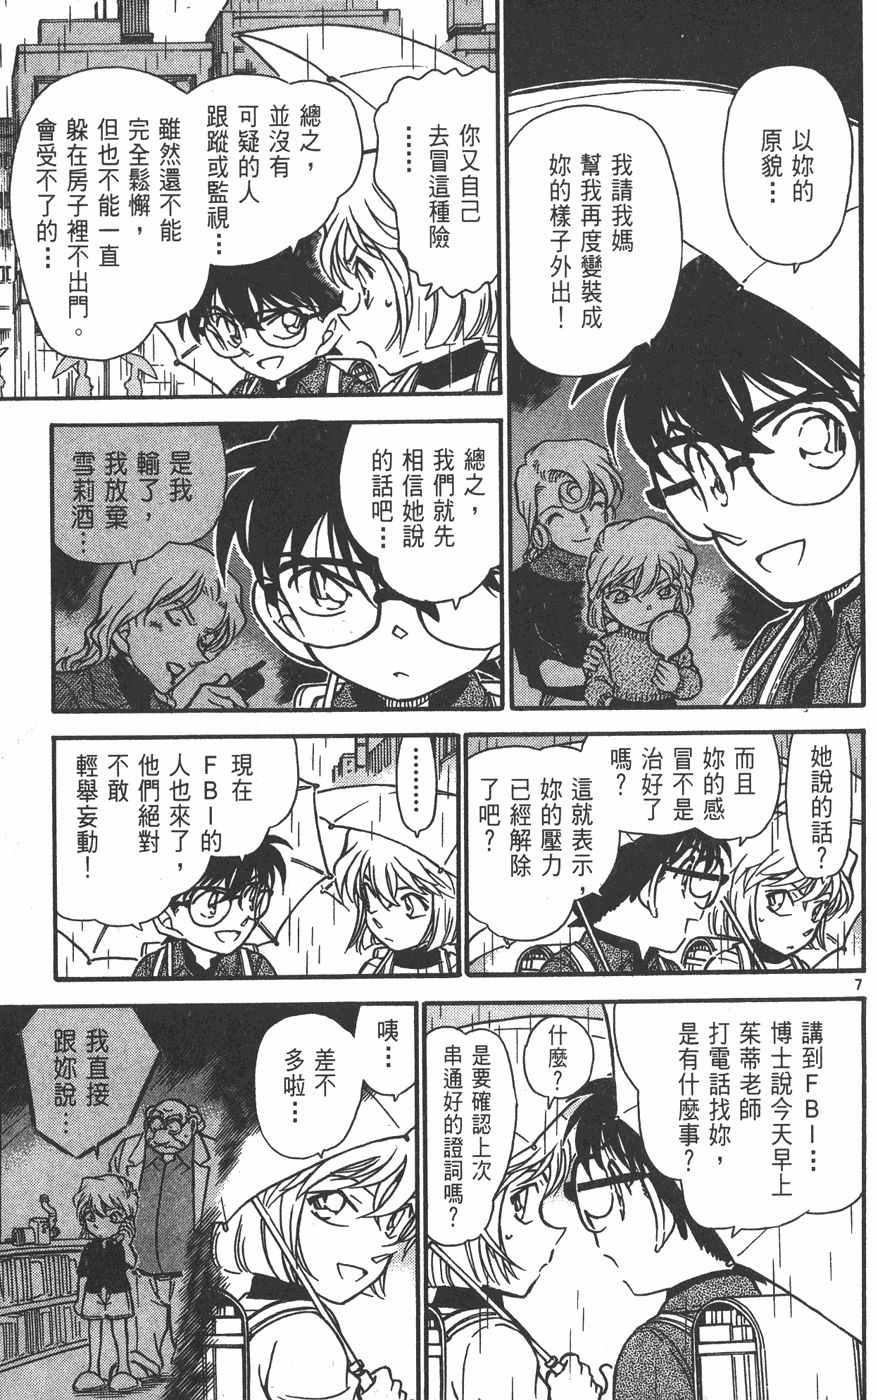 以妳的
原貌…
我請我媽
幫我再度變裝成
妳的樣子外出！
你又自己
去冒這種險
……
總之，
並沒有
可疑的人
跟蹤或監視…
雖然還不能
完全鬆懈，
但也不能一直
躲在房子裡不出門。
會受不了的…
總之，
我們就先
相信她說
的話吧…
是我
輸了，
我放棄
雪莉酒…
她說的話？
而且
妳的感
冒不是
治好了
嗎？
這就表示，
妳的壓力
已經解除
了吧？
………
現在
FBI的
人也來了，
他們絕對
不敢
輕舉妄動！
7
講到FBI…
博士說今天早上
茱蒂老師
打電話找妳，
是有什麼事？
什麼？
是要確認上次
串通好的證詞嗎？
咦…
差不
多啦…
我直接
跟妳說…